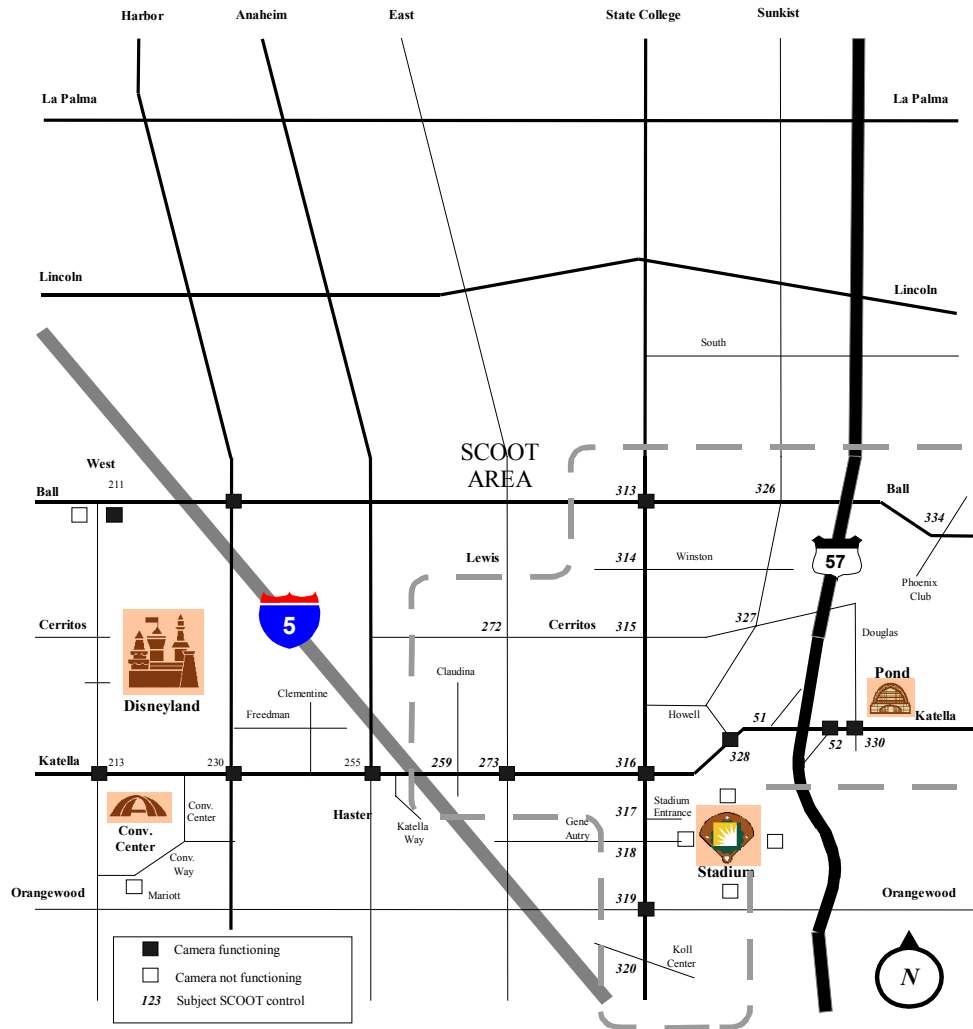 Harbor
Anaheim
East
State College
Sunkist
La Palma
La Palma
Lincoln
Lincoln
South
SCOOT
AREA
West
211
Ball
313
326
Ball
334
Lewis
314
Winston
57
Phoenix
Club
5
Cerritos
272
Cerritos
315
327
Douglas
Claudina
Pond
Disneyland
Clementine
Freedman
Howell
51
Katella
52
330
328
Katella
213
230
255
259
273
316
Conv.
Center
Conv.
Center
Haster
Katella
Way
317
Stadium
Entrance
Gene
Autry
318
Conv.
Way
Stadium
Mariott
Orangewood
319
Orangewood
Koll
Center
320
Camera functioning
Camera not functioning
123 Subject SCOOT control
N